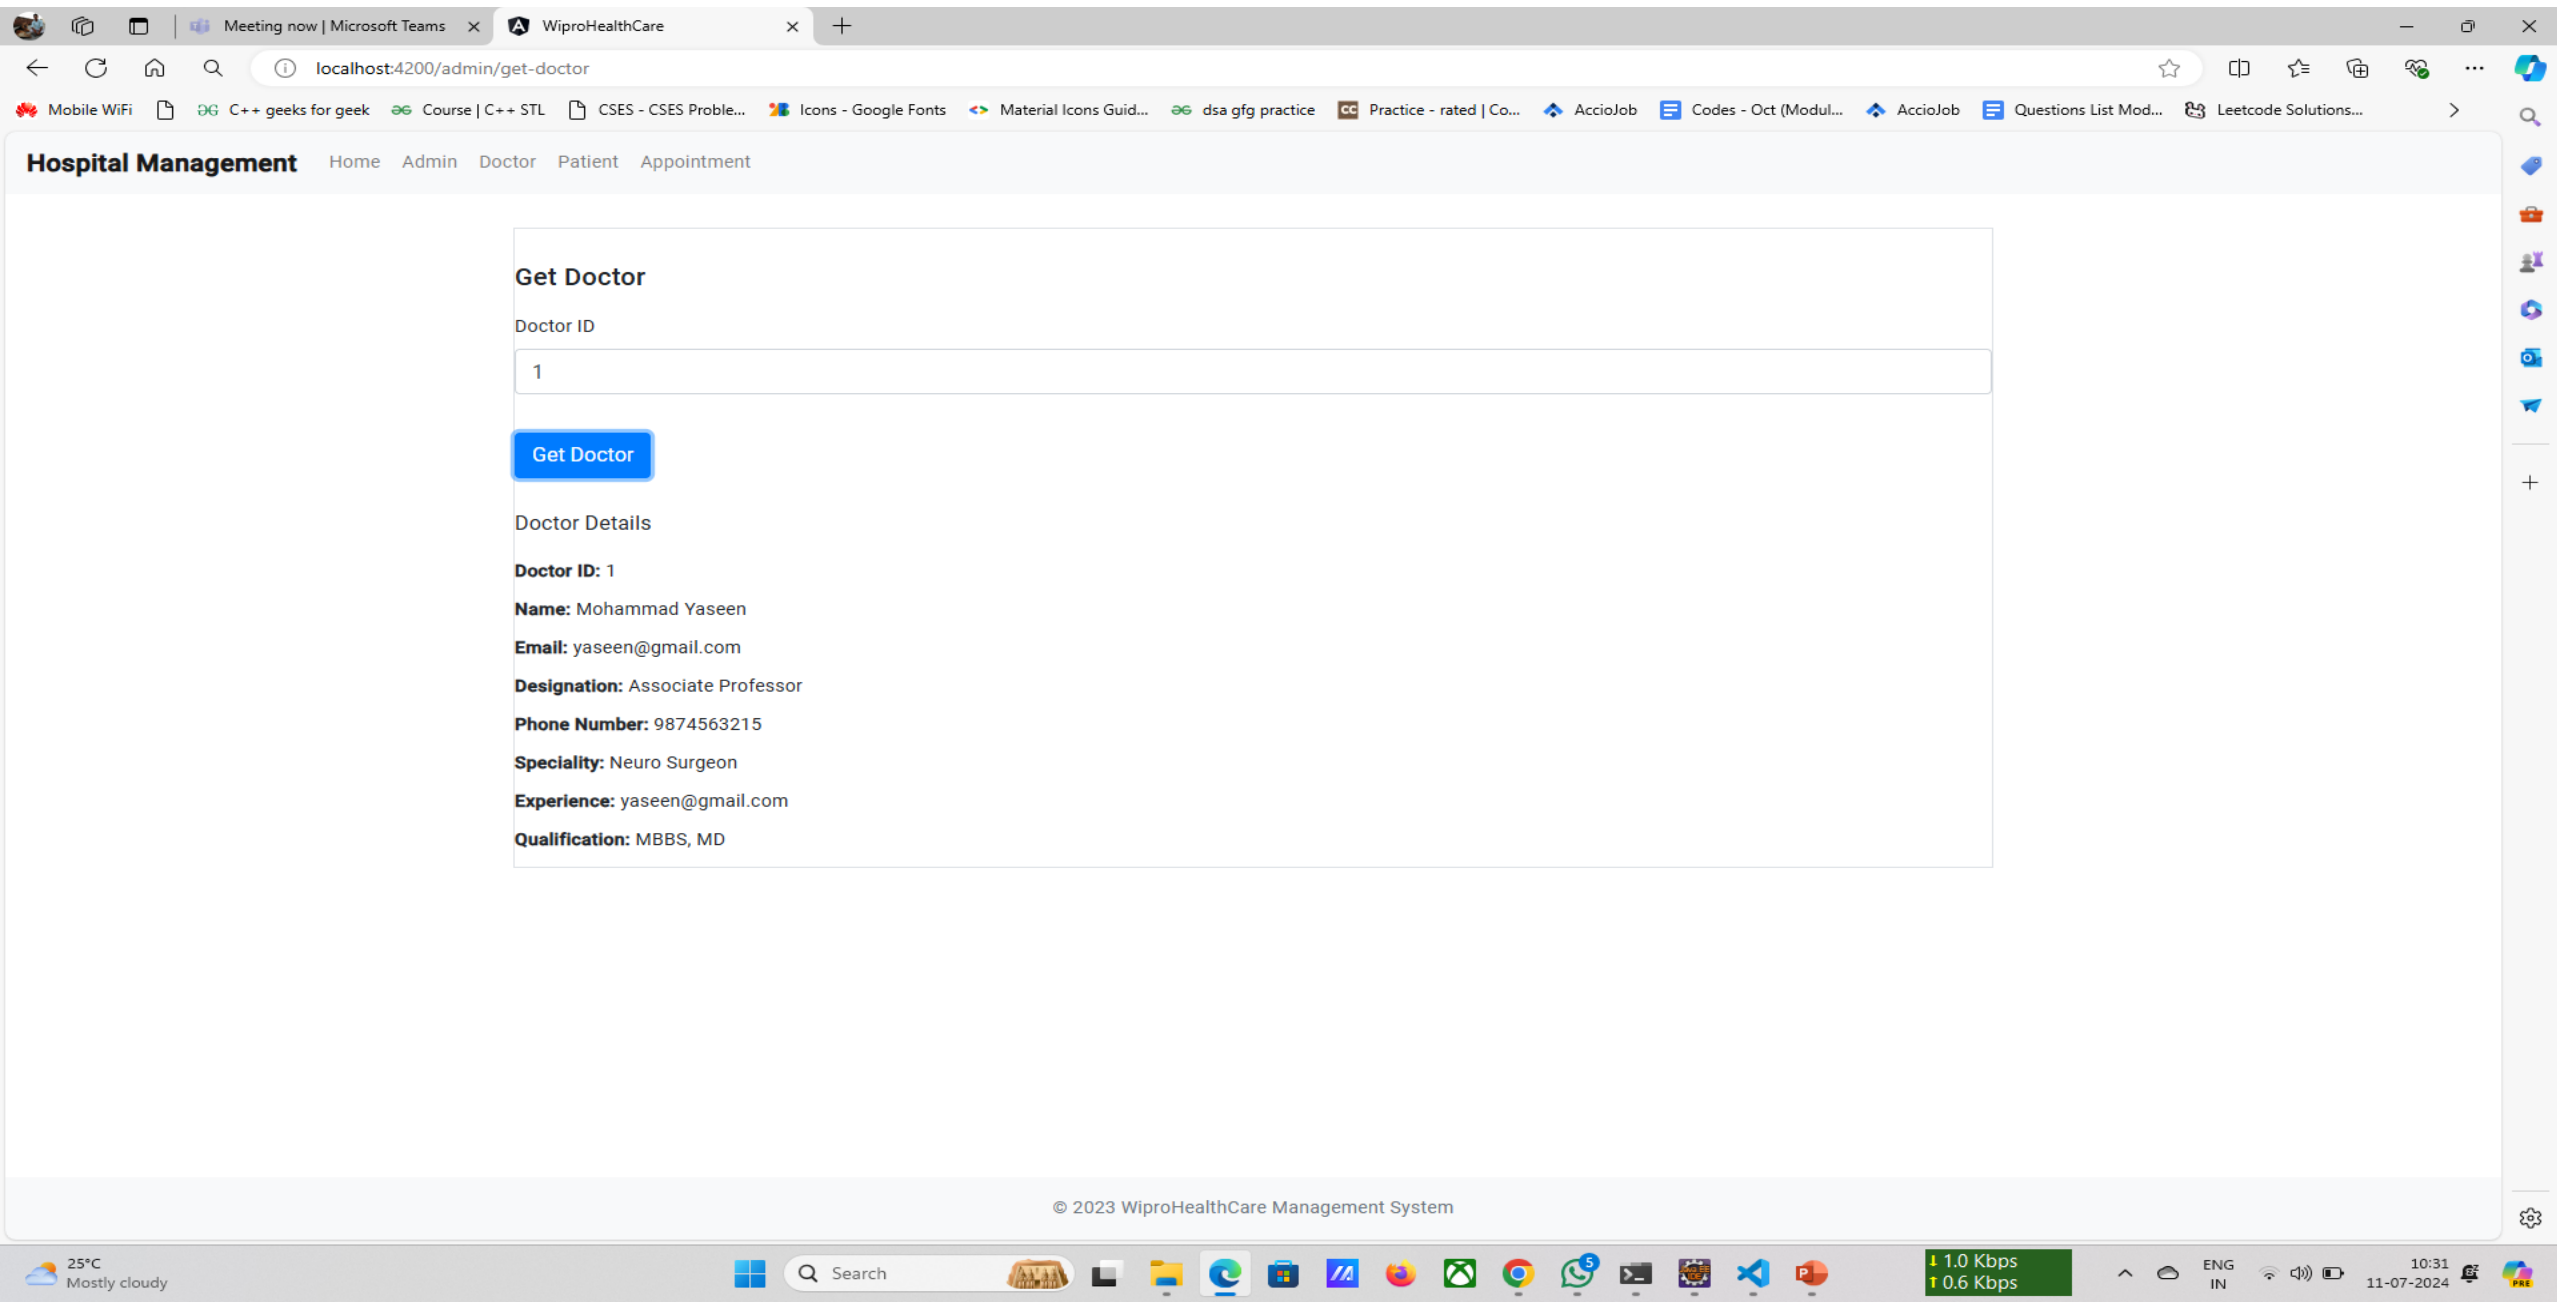 Meeting now | Microsoft Teams
WiproHealthCare
localhost:4200/admin/get-doctor
Mobile WiFi
C++ geeks for geek
Course | C++ STL
CSES - CSES Proble...
Icons - Google Fonts
Material Icons Guid...
dsa gfg practice
CC
Practice - rated | Co...
AccioJob
Codes - Oct (Modul...
AccioJob
Questions List Mod...
Leetcode Solutions...
Hospital Management Home Admin Doctor Patient Appointment
Get Doctor
Doctor ID
1
Get Doctor
Doctor Details
Doctor ID: 1
Name: Mohammad Yaseen
Email: yaseen@gmail.com
Designation: Associate Professor
Phone Number: 9874563215
Speciality: Neuro Surgeon
Experience: yaseen@gmail.com
Qualification: MBBS, MD
© 2023 WiproHealthCare Management System
25°C
Mostly cloudy
Search
5
1.0 Kbps
0.6 Kbps
ENG
IN
10:31
11-07-2024
PRE